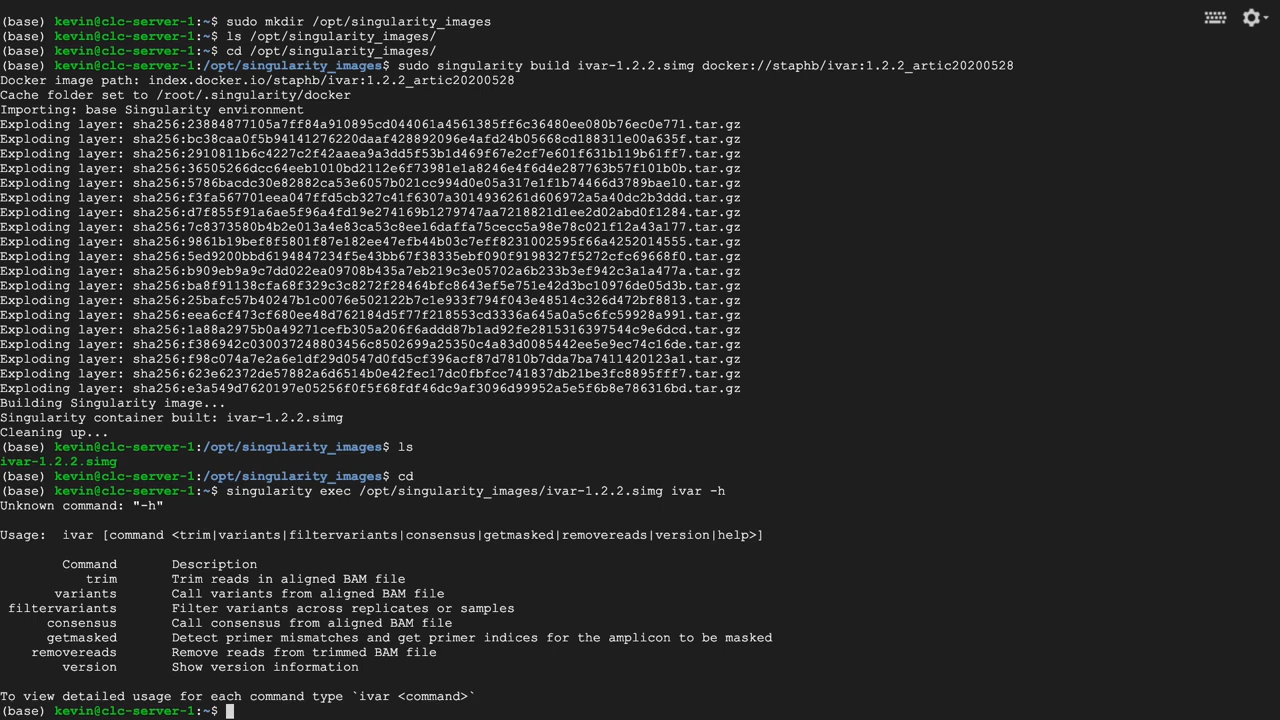 (base) kevin@clc-server-1:~$ sudo mkdir /opt/singularity_images
(base) kevin@clc-server-1:~$ ls /opt/singularity_images/
(base) kevin@clc-server-1:~$ cd /opt/singularity_images/
(base) kevin@clc-server-1:/opt/singularity_images$ sudo singularity build ivar-1.2.2.simg docker://staphb/ivar:1.2.2_artic20200528
Docker image path: index.docker.io/staphb/ivar:1.2.2_artic20200528
Cache folder set to /root/.singularity/docker
Importing: base Singularity environment
Exploding layer: sha256:23884877105a7ff84a910895cd044061a4561385ff6c36480ee080b76ec0e771.tar.gz
Exploding layer: sha256:bc38caa0f5b94141276220daaf428892096e4afd24b05668cd188311e00a635f.tar.gz
Exploding layer: sha256:2910811b6c4227c2f42aaea9a3dd5f53b1d469f67e2cf7e601f631b119b61ff7.tar.gz
Exploding layer: sha256:36505266dcc64eeb1010bd2112e6f73981e1a8246e4f6d4e287763b57f101b0b.tar.gz
Exploding layer: sha256:5786bacdc30e82882ca53e6057b021cc994d0e05a317e1f1b74466d3789bae10.tar.gz
Exploding layer: sha256:f3fa567701eea047ffd5cb327c41f6307a3014936261d606972a5a40dc2b3ddd.tar.gz
Exploding layer: sha256:d7f855f91a6ae5f96a4fd19e274169b1279747aa7218821d1ee2d02abd0f1284.tar.gz
Exploding layer: sha256:7c8373580b4b2e013a4e83ca53c8ee16daffa75cecc5a98e78c021f12a43a177.tar.gz
Exploding layer: sha256:9861b19bef8f5801f87e182ee47efb44b03c7eff8231002595f66a4252014555.tar.gz
Exploding layer: sha256:5ed9200bbd6194847234f5e43bb67f38335ebf090f9198327f5272cfc69668f0.tar.gz
Exploding layer: sha256:b909eb9a9c7dd022ea09708b435a7eb219c3e05702a6b233b3ef942c3a1a477a.tar.gz
Exploding layer: sha256:ba8f91138cfa68f329c3c8272f28464bfc8643ef5e751e42d3bc10976de05d3b.tar.gz
Exploding layer: sha256:25bafc57b40247b1c0076e502122b7c1e933f794f043e48514c326d472bf8813.tar.gz
Exploding layer: sha256:eea6cf473cf680ee48d762184d5f77f218553cd3336a645a0a5c6fc59928a991.tar.gz
Exploding layer: sha256:1a88a2975b0a49271cefb305a206f6addd87b1ad92fe2815316397544c9e6dcd.tar.gz
Exploding layer: sha256:f386942c030037248803456c8502699a25350c4a83d0085442ee5e9ec74c16de.tar.gz
Exploding layer: sha256:f98c074a7e2a6e1df29d0547d0fd5cf396acf87d7810b7dda7ba7411420123a1.tar.gz
Exploding layer: sha256:623e62372de57882a6d6514b0e42fec17dc0fbfcc741837db21be3fc8895fff7.tar.gz
Exploding layer: sha256:e3a549d7620197e05256f0f5f68fdf46dc9af3096d99952a5e5f6b8e786316bd.tar.gz
Building Singularity image...
Singularity container built: ivar-1.2.2.simg
Cleaning up...
(base) kevin@clc-server-1:/opt/singularity_images$ ls
ivar-1.2.2.simg
(base) kevin@clc-server-1:/opt/singularity_images$ cd
(base) kevin@clc-server-1:~$ singularity exec /opt/singularity_images/ivar-1.2.2.simg ivar -h
Unknown command: "-h"
Usage: ivar [command <trim|variants|filtervariants|consensus|getmasked|removereads|version|help>]
Command Description
trim Trim reads in aligned BAM file
variants Call variants from aligned BAM file
filtervariants Filter variants across replicates or samples
consensus Call consensus from aligned BAM file
getmasked Detect primer mismatches and get primer indices for the amplicon to be masked
removereads Remove reads from trimmed BAM file
version Show version information
To view detailed usage for each command type `ivar <command>`
(base) kevin@clc-server-1:~$